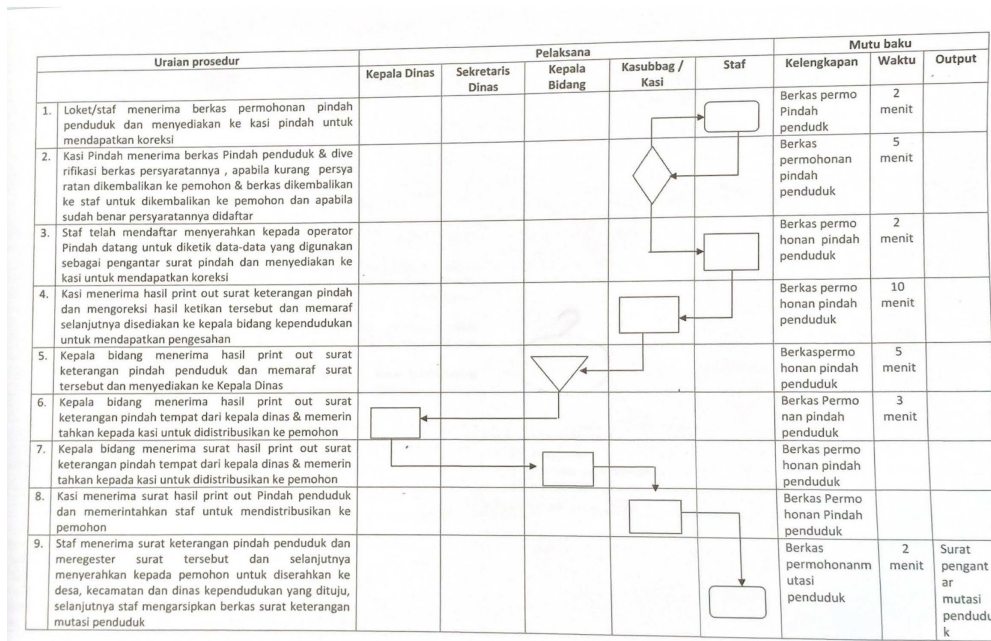 Uraian prosedur
Pelaksana
Mutu baku
Kepala Dinas
Sekretaris
Dinas
Kepala
Bidang
Kasubbag /
Kasi
Staf
Kelengkapan
Waktu
Output
1. Loket/staf menerima berkas permohonan pindah
penduduk dan menyediakan ke kasi pindah untuk
mendapatkan koreksi
Berkas permo
Pindah
pendudk
2
menit
2. Kasi Pindah menerima berkas Pindah penduduk & dive
rifikasi berkas persyaratannya , apabila kurang persya
ratan dikembalikan ke pemohon & berkas dikembalikan
ke staf untuk dikembalikan ke pemohon dan apabila
sudah benar persyaratannya didaftar
Berkas
permohonan
pindah
penduduk
5
menit
3. Staf telah mendaftar menyerahkan kepada operator
Pindah datang untuk diketik data-data yang digunakan
sebagai pengantar surat pindah dan menyediakan ke
kasi untuk mendapatkan koreksi
Berkas permo
honan pindah
penduduk
2
menit
4. Kasi menerima hasil print out surat keterangan pindah
dan mengoreksi hasil ketikan tersebut dan memaraf
selanjutnya disediakan ke kepala bidang kependudukan
untuk mendapatkan pengesahan
Berkas permo
honan pindah
penduduk
10
menit
5. Kepala bidang menerima hasil print out surat
keterangan pindah penduduk dan memaraf surat
tersebut dan menyediakan ke Kepala Dinas
Berkaspermo
honan pindah
penduduk
5
menit
6. Kepala bidang menerima hasil print out surat
keterangan pindah tempat dari kepala dinas & memerin
tahkan kepada kasi untuk didistribusikan ke pemohon
Berkas Permo
nan pindah
penduduk
3
menit
7. Kepala bidang menerima surat hasil print out surat
keterangan pindah tempat dari kepala dinas & memerin
tahkan kepada kasi untuk didistribusikan ke pemohon
Berkas permo
honan pindah
penduduk
8. Kasi menerima surat hasil print out Pindah penduduk
dan memerintahkan staf untuk mendistribusikan ke
pemohon
Berkas Permo
honan Pindah
penduduk
9. Staf menerima surat keterangan pindah penduduk dan
meregester surat tersebut dan selanjutnya
menyerahkan kepada pemohon untuk diserahkan ke
desa, kecamatan dan dinas kependudukan yang dituju,
selanjutnya staf mengarsipkan berkas surat keterangan
mutasi penduduk
Berkas
permohonanm
utasi
penduduk
2
menit
Surat
pengant
ar
mutasi
pendudu
k